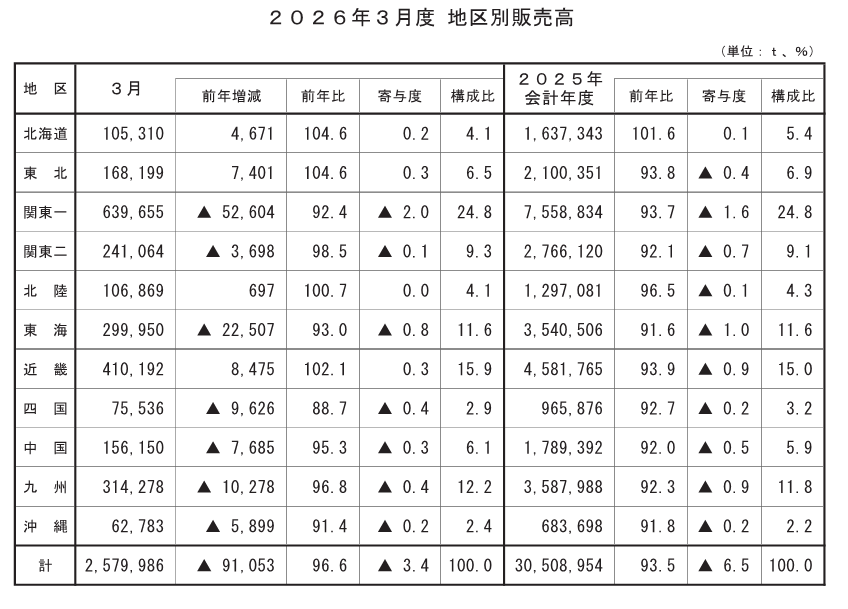 ２０２６年３月度 地区別販売高
（単位：ｔ、％）
地 区 ３月 前年増減 前年比 寄与度 構成比 ２０２５年会計年度 前年比 寄与度 構成比
北海道 105,310 4,671 104.6 0.2 4.1 1,637,343 101.6 0.1 5.4
東 北 168,199 7,401 104.6 0.3 6.5 2,100,351 93.8 ▲ 0.4 6.9
関東一 639,655 ▲ 52,604 92.4 ▲ 2.0 24.8 7,558,834 93.7 ▲ 1.6 24.8
関東二 241,064 ▲ 3,698 98.5 ▲ 0.1 9.3 2,766,120 92.1 ▲ 0.7 9.1
北 陸 106,869 697 100.7 0.0 4.1 1,297,081 96.5 ▲ 0.1 4.3
東 海 299,950 ▲ 22,507 93.0 ▲ 0.8 11.6 3,540,506 91.6 ▲ 1.0 11.6
近 畿 410,192 8,475 102.1 0.3 15.9 4,581,765 93.9 ▲ 0.9 15.0
四 国 75,536 ▲ 9,626 88.7 ▲ 0.4 2.9 965,876 92.7 ▲ 0.2 3.2
中 国 156,150 ▲ 7,685 95.3 ▲ 0.3 6.1 1,789,392 92.0 ▲ 0.5 5.9
九 州 314,278 ▲ 10,278 96.8 ▲ 0.4 12.2 3,587,988 92.3 ▲ 0.9 11.8
沖 縄 62,783 ▲ 5,899 91.4 ▲ 0.2 2.4 683,698 91.8 ▲ 0.2 2.2
計 2,579,986 ▲ 91,053 96.6 ▲ 3.4 100.0 30,508,954 93.5 ▲ 6.5 100.0